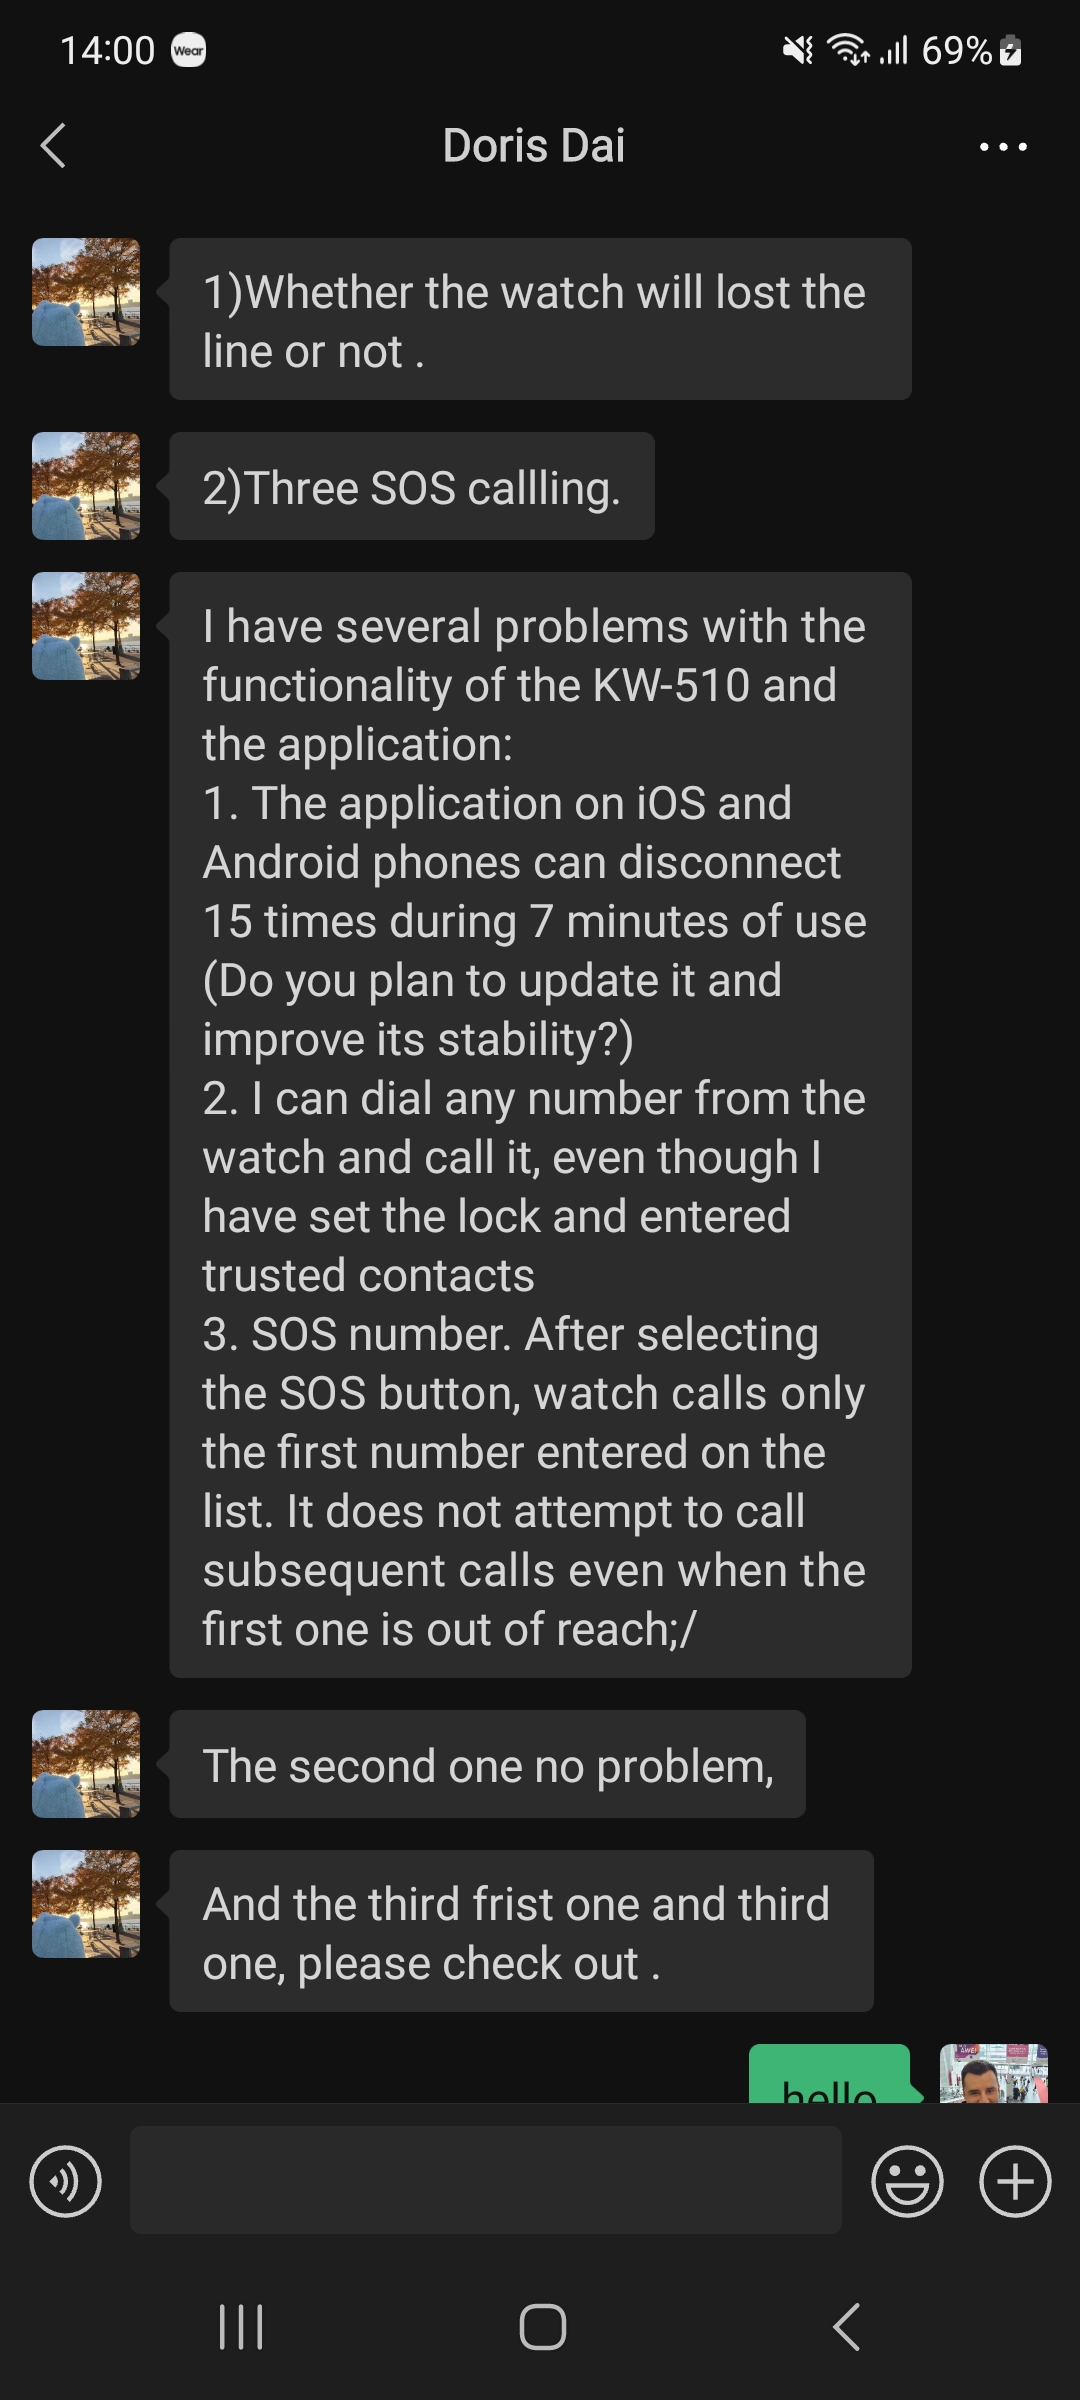 14:00 Wear 69%
Doris Dai
1)Whether the watch will lost the
line or not .
2)Three SOS callling.
I have several problems with the
functionality of the KW-510 and
the application:
1. The application on iOS and
Android phones can disconnect
15 times during 7 minutes of use
(Do you plan to update it and
improve its stability?)
2. I can dial any number from the
watch and call it, even though I
have set the lock and entered
trusted contacts
3. SOS number. After selecting
the SOS button, watch calls only
the first number entered on the
list. It does not attempt to call
subsequent calls even when the
first one is out of reach;/
The second one no problem,
And the third frist one and third
one, please check out .
hello